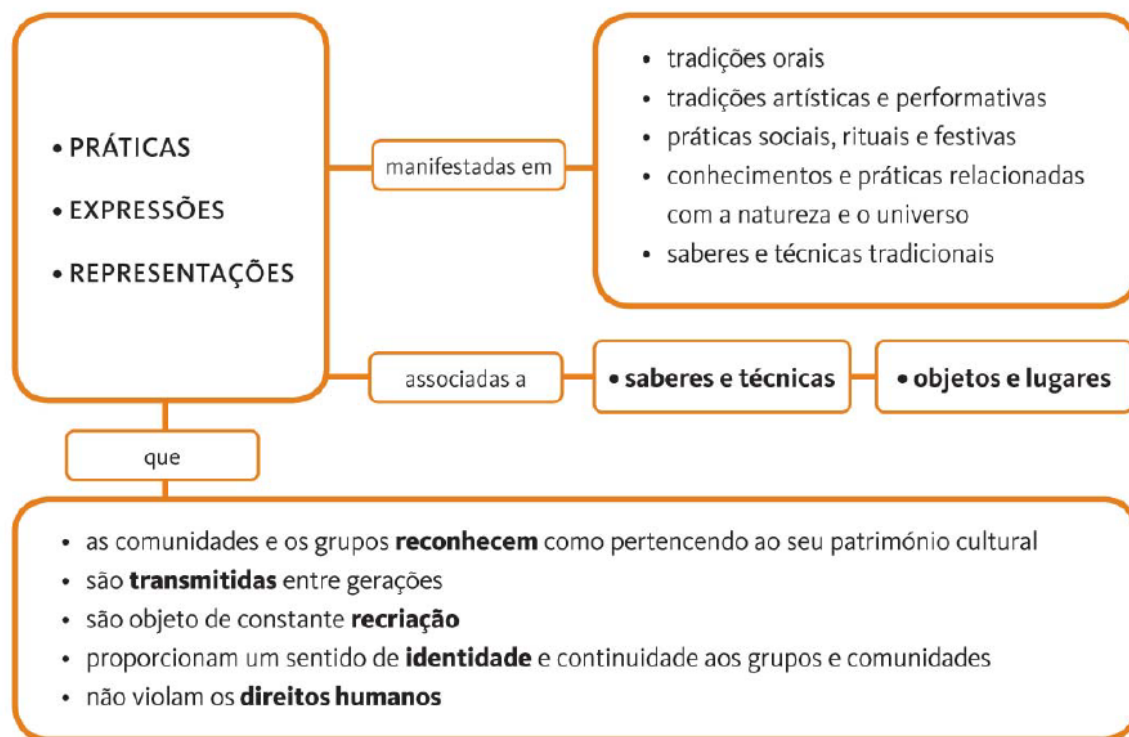 • PRÁTICAS
• EXPRESSÕES
• REPRESENTAÇÕES
manifestadas em
• tradições orais
• tradições artísticas e performativas
• práticas sociais, rituais e festivas
• conhecimentos e práticas relacionadas
com a natureza e o universo
• saberes e técnicas tradicionais
associadas a
• saberes e técnicas
• objetos e lugares
que
• as comunidades e os grupos reconhecem como pertencendo ao seu património cultural
• são transmitidas entre gerações
• são objeto de constante recriação
• proporcionam um sentido de identidade e continuidade aos grupos e comunidades
• não violam os direitos humanos